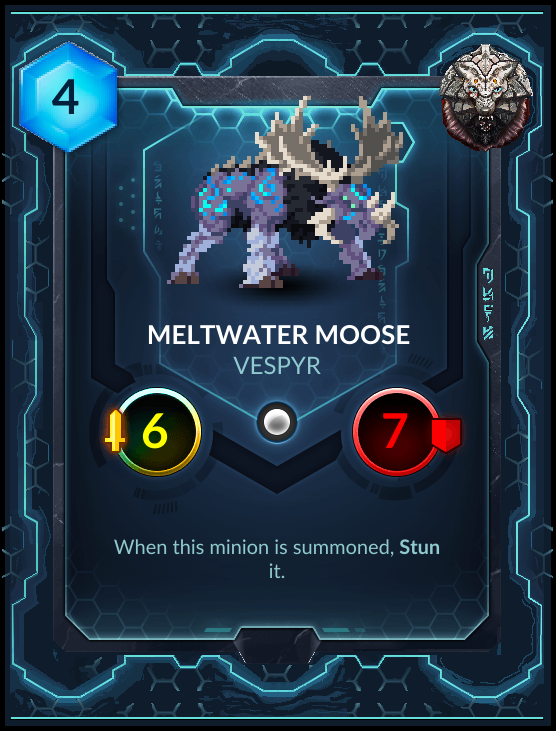 4
MELTWATER MOOSE
VESPYR
6
7
When this minion is summoned, Stun
it.